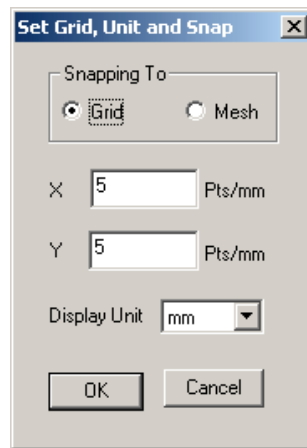 Set Grid, Unit and Snap
Snapping To
Grid Mesh
X 5 Pts/mm
Y 5 Pts/mm
Display Unit mm
OK Cancel